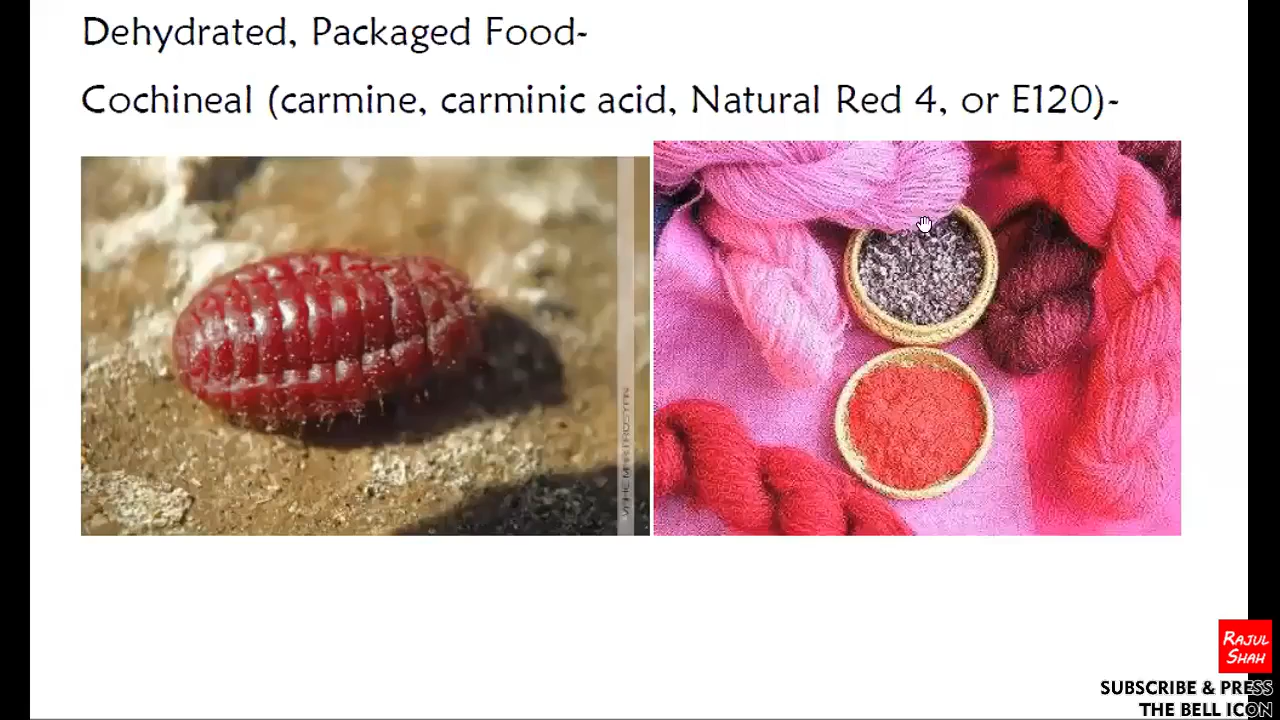 Dehydrated, Packaged Food-
Cochineal (carmine, carminic acid, Natural Red 4, or E120)-
RAJUL
SHAH
SUBSCRIBE & PRESS
THE BELL ICON